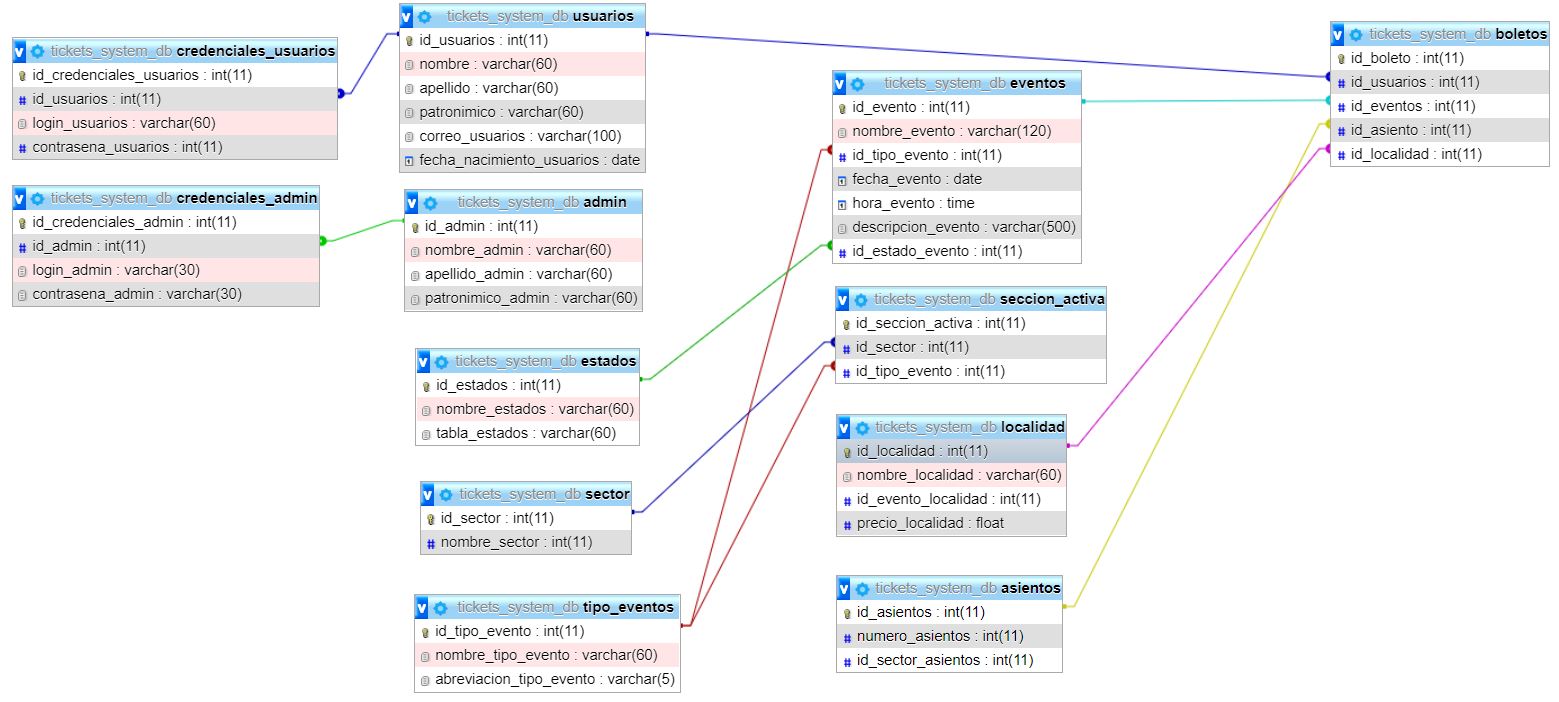 tickets_system_db credenciales_usuarios
id_credenciales_usuarios : int(11)
id_usuarios : int(11)
login_usuarios : varchar(60)
contrasena_usuarios : int(11)
tickets_system_db credenciales_admin
id_credenciales_admin : int(11)
id_admin : int(11)
login_admin : varchar(30)
contrasena_admin : varchar(30)
tickets_system_db usuarios
id_usuarios : int(11)
nombre : varchar(60)
apellido : varchar(60)
patronimico : varchar(60)
correo_usuarios : varchar(100)
fecha_nacimiento_usuarios : date
tickets_system_db admin
id_admin : int(11)
nombre_admin : varchar(60)
apellido_admin : varchar(60)
patronimico_admin : varchar(60)
tickets_system_db estados
id_estados : int(11)
nombre_estados : varchar(60)
tabla_estados : varchar(60)
tickets_system_db sector
id_sector : int(11)
nombre_sector : int(11)
tickets_system_db tipo_eventos
id_tipo_evento : int(11)
nombre_tipo_evento : varchar(60)
abreviacion_tipo_evento : varchar(5)
tickets_system_db eventos
id_evento : int(11)
nombre_evento : varchar(120)
id_tipo_evento : int(11)
fecha_evento : date
hora_evento : time
descripcion_evento : varchar(500)
id_estado_evento : int(11)
tickets_system_db seccion_activa
id_seccion_activa : int(11)
id_sector : int(11)
id_tipo_evento : int(11)
tickets_system_db localidad
id_localidad : int(11)
nombre_localidad : varchar(60)
id_evento_localidad : int(11)
precio_localidad : float
tickets_system_db asientos
id_asientos : int(11)
numero_asientos : int(11)
id_sector_asientos : int(11)
tickets_system_db boletos
id_boleto : int(11)
id_usuarios : int(11)
id_eventos : int(11)
id_asiento : int(11)
id_localidad : int(11)